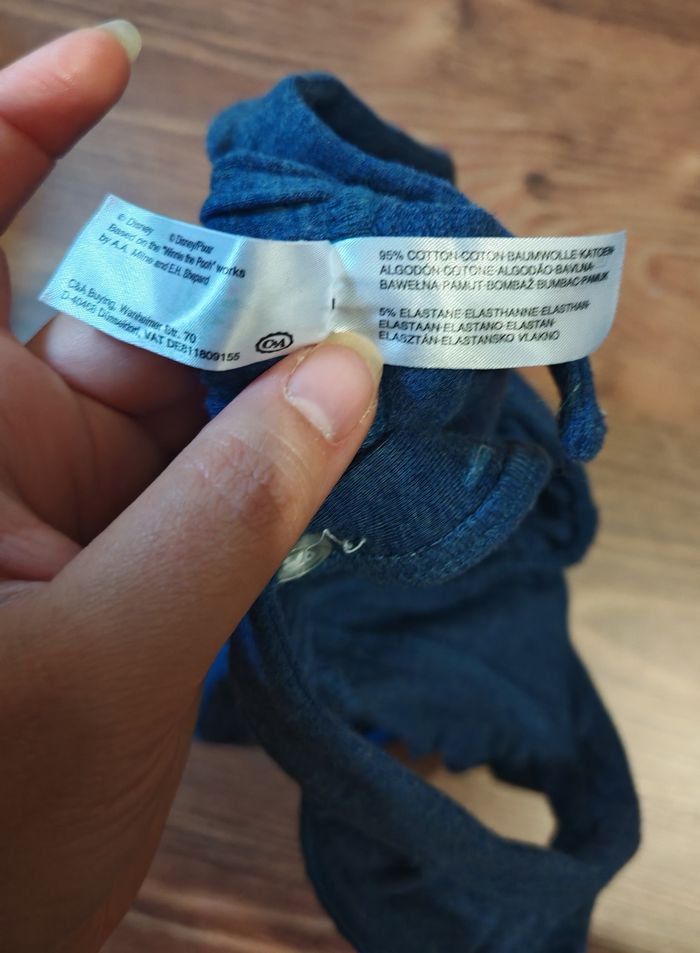 © Disney © Disney/Pixar
Based on the "Winnie the Pooh" works
by A.A. Milne and E.H. Shepard
C&A Buying, Wanheimer Str. 70
D-40468 Düsseldorf, VAT DE811809155
C&A
95% COTTON·COTON·BAUMWOLLE·KATOEN·
ALGODÓN·COTONE·ALGODÃO·BAVLNA·
BAWEŁNA·PAMUT·BOMBAŽ·BUMBAC·PAMUK
5% ELASTANE·ELASTHANNE·ELASTHAN·
ELASTAAN·ELASTANO·ELASTAN·
ELASZTÁN·ELASTANSKO VLAKNO